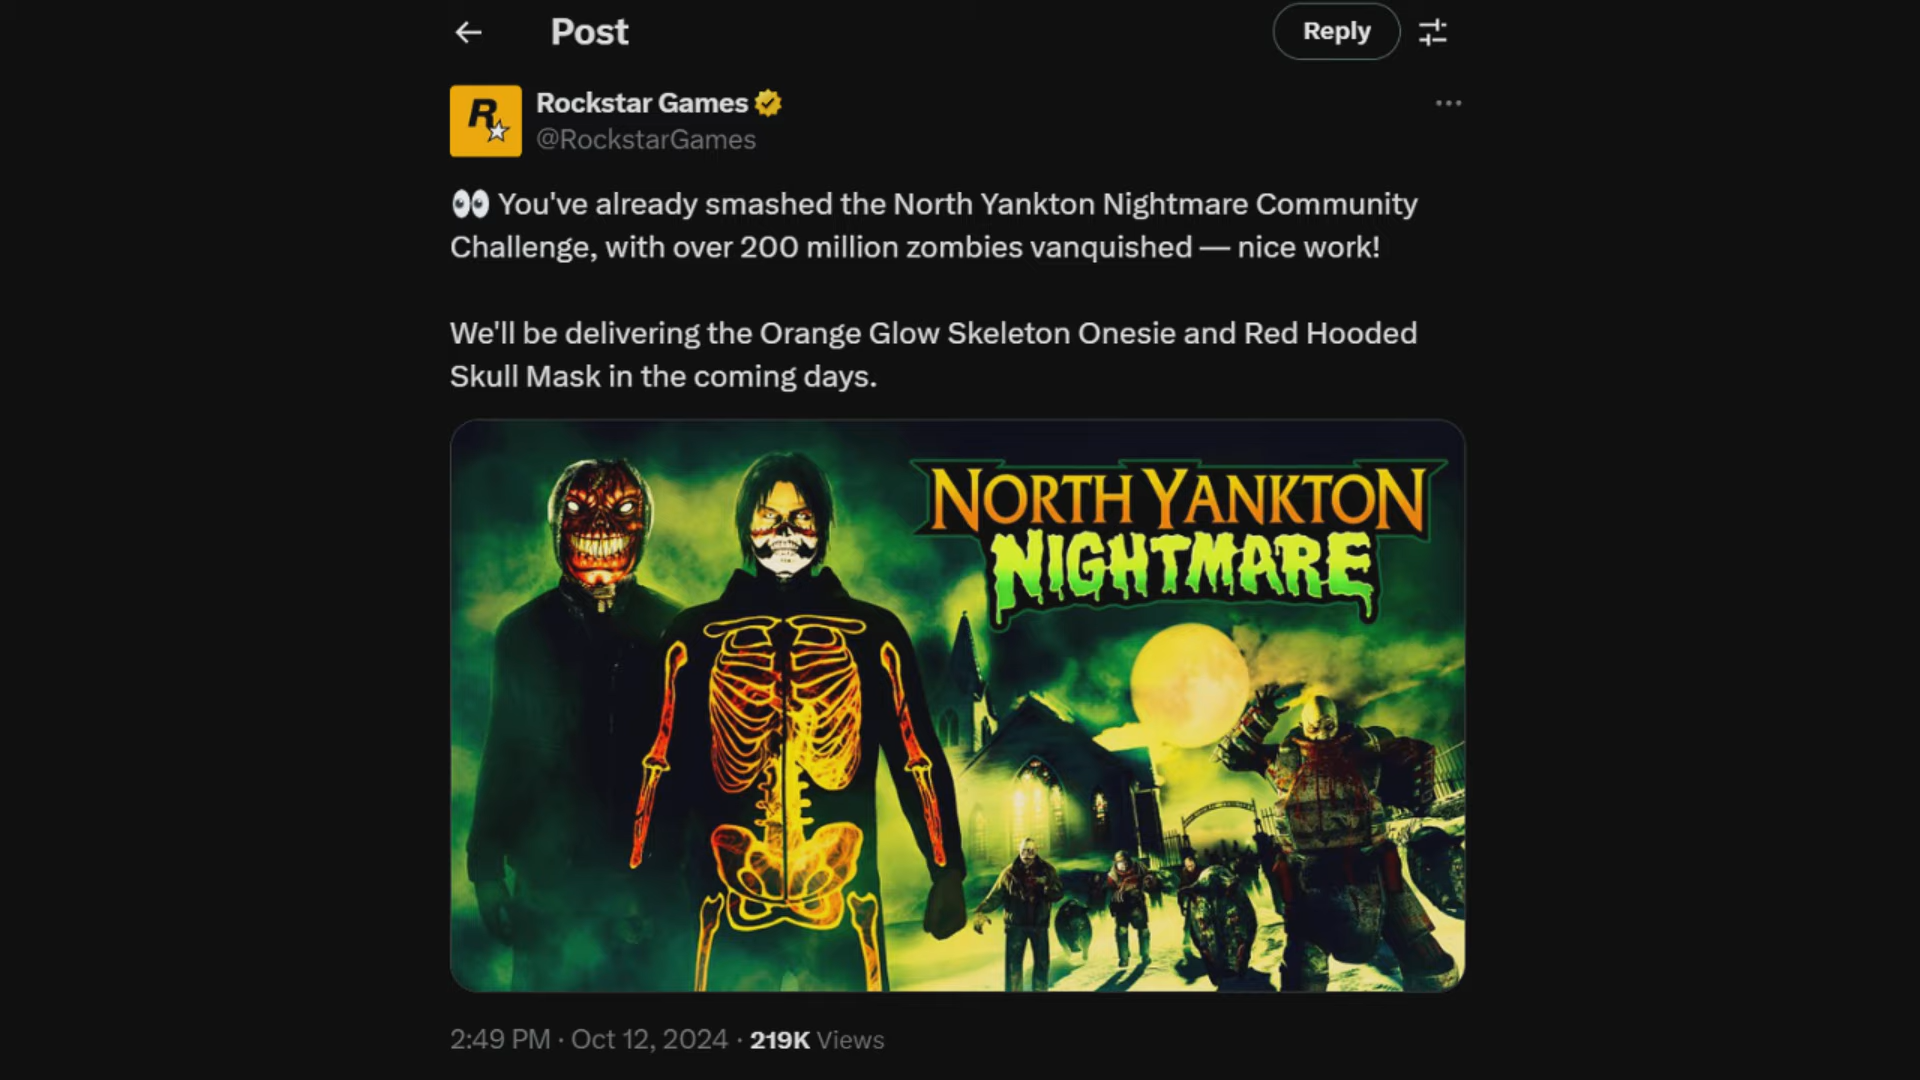 Post
Reply
R
Rockstar Games
@RockstarGames
👀 You've already smashed the North Yankton Nightmare Community
Challenge, with over 200 million zombies vanquished — nice work!
We'll be delivering the Orange Glow Skeleton Onesie and Red Hooded
Skull Mask in the coming days.
NORTH YANKTON
NIGHTMARE
2:49 PM · Oct 12, 2024 · 219K Views